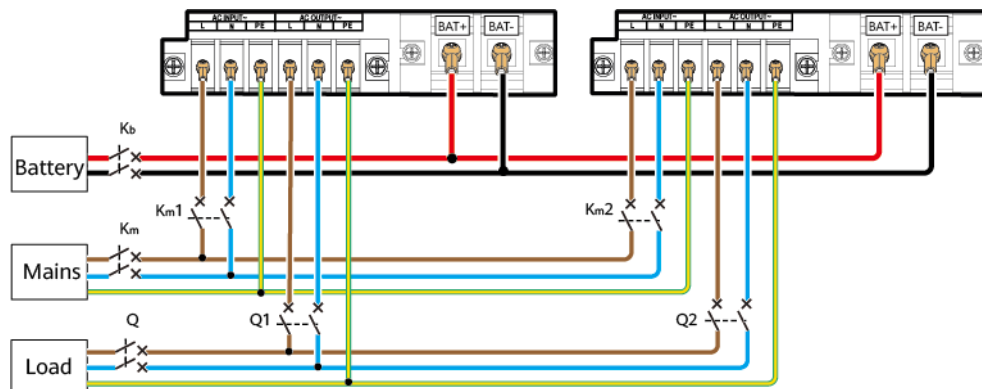 AC INPUT~ AC OUTPUT~ AC INPUT~ AC OUTPUT~
L N PE L N PE BAT+ BAT- L N PE L N PE BAT+ BAT-
Kb
Battery
Km1 Km2
Km
Mains
Q Q1 Q2
Load